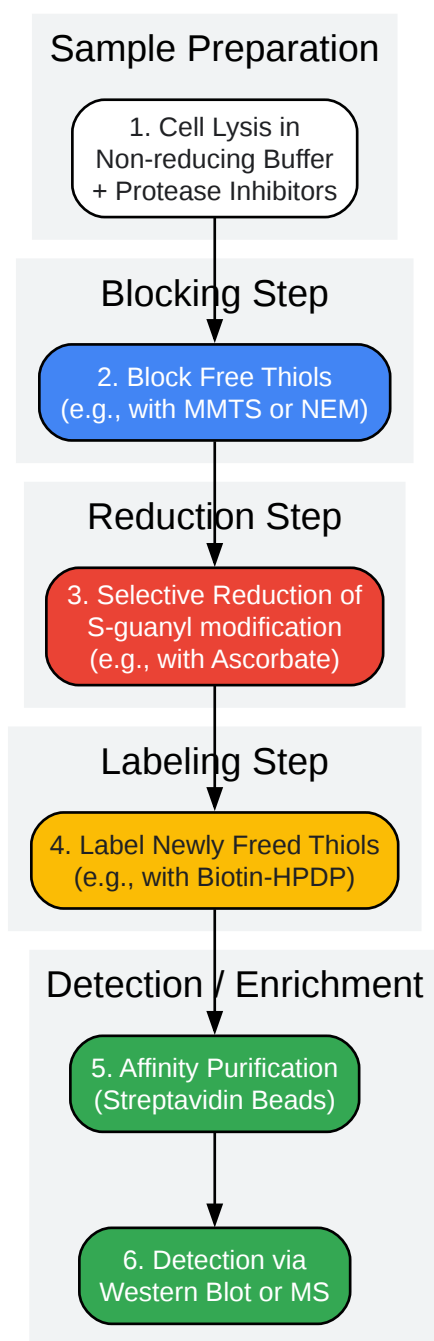 Sample Preparation
1. Cell Lysis in
Non-reducing Buffer
+ Protease Inhibitors
Blocking Step
2. Block Free Thiols
(e.g., with MMTS or NEM)
Reduction Step
3. Selective Reduction of
S-guanyl modification
(e.g., with Ascorbate)
Labeling Step
4. Label Newly Freed Thiols
(e.g., with Biotin-HPDP)
Detection / Enrichment
5. Affinity Purification
(Streptavidin Beads)
6. Detection via
Western Blot or MS